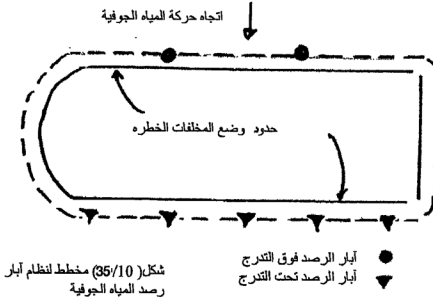 اتجاه حركة المياه الجوفية
حدود وضع المخلفات الخطره
آبار الرصد فوق التدرج
آبار الرصد تحت التدرج
شكل (35/10) مخطط لنظام آبار
رصد المياه الجوفية